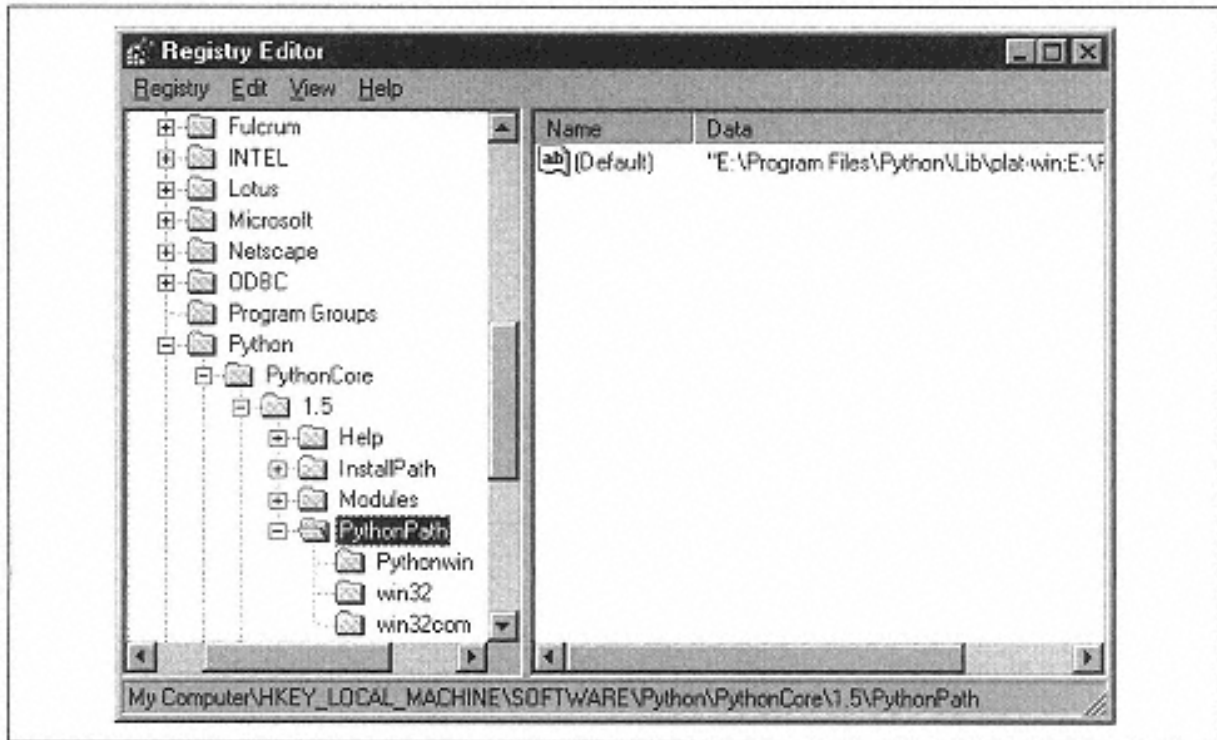 Registry Editor
Registry Edit View Help
Fulcrum
INTEL
Lotus
Microsoft
Netscape
ODBC
Program Groups
Python
PythonCore
1.5
Help
InstallPath
Modules
PythonPath
Pythonwin
win32
win32com
Name Data
ab (Default) "E:\Program Files\Python\Lib\plat-win;E:\F
My Computer\HKEY_LOCAL_MACHINE\SOFTWARE\Python\PythonCore\1.5\PythonPath